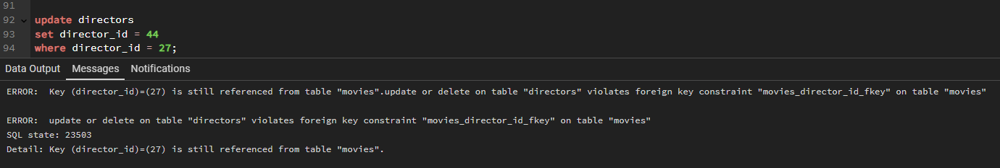 91
92 update directors
93 set director_id = 44
94 where director_id = 27;
Data Output Messages Notifications
ERROR:  Key (director_id)=(27) is still referenced from table "movies".update or delete on table "directors" violates foreign key constraint "movies_director_id_fkey" on table "movies"
ERROR:  update or delete on table "directors" violates foreign key constraint "movies_director_id_fkey" on table "movies"
SQL state: 23503
Detail: Key (director_id)=(27) is still referenced from table "movies".